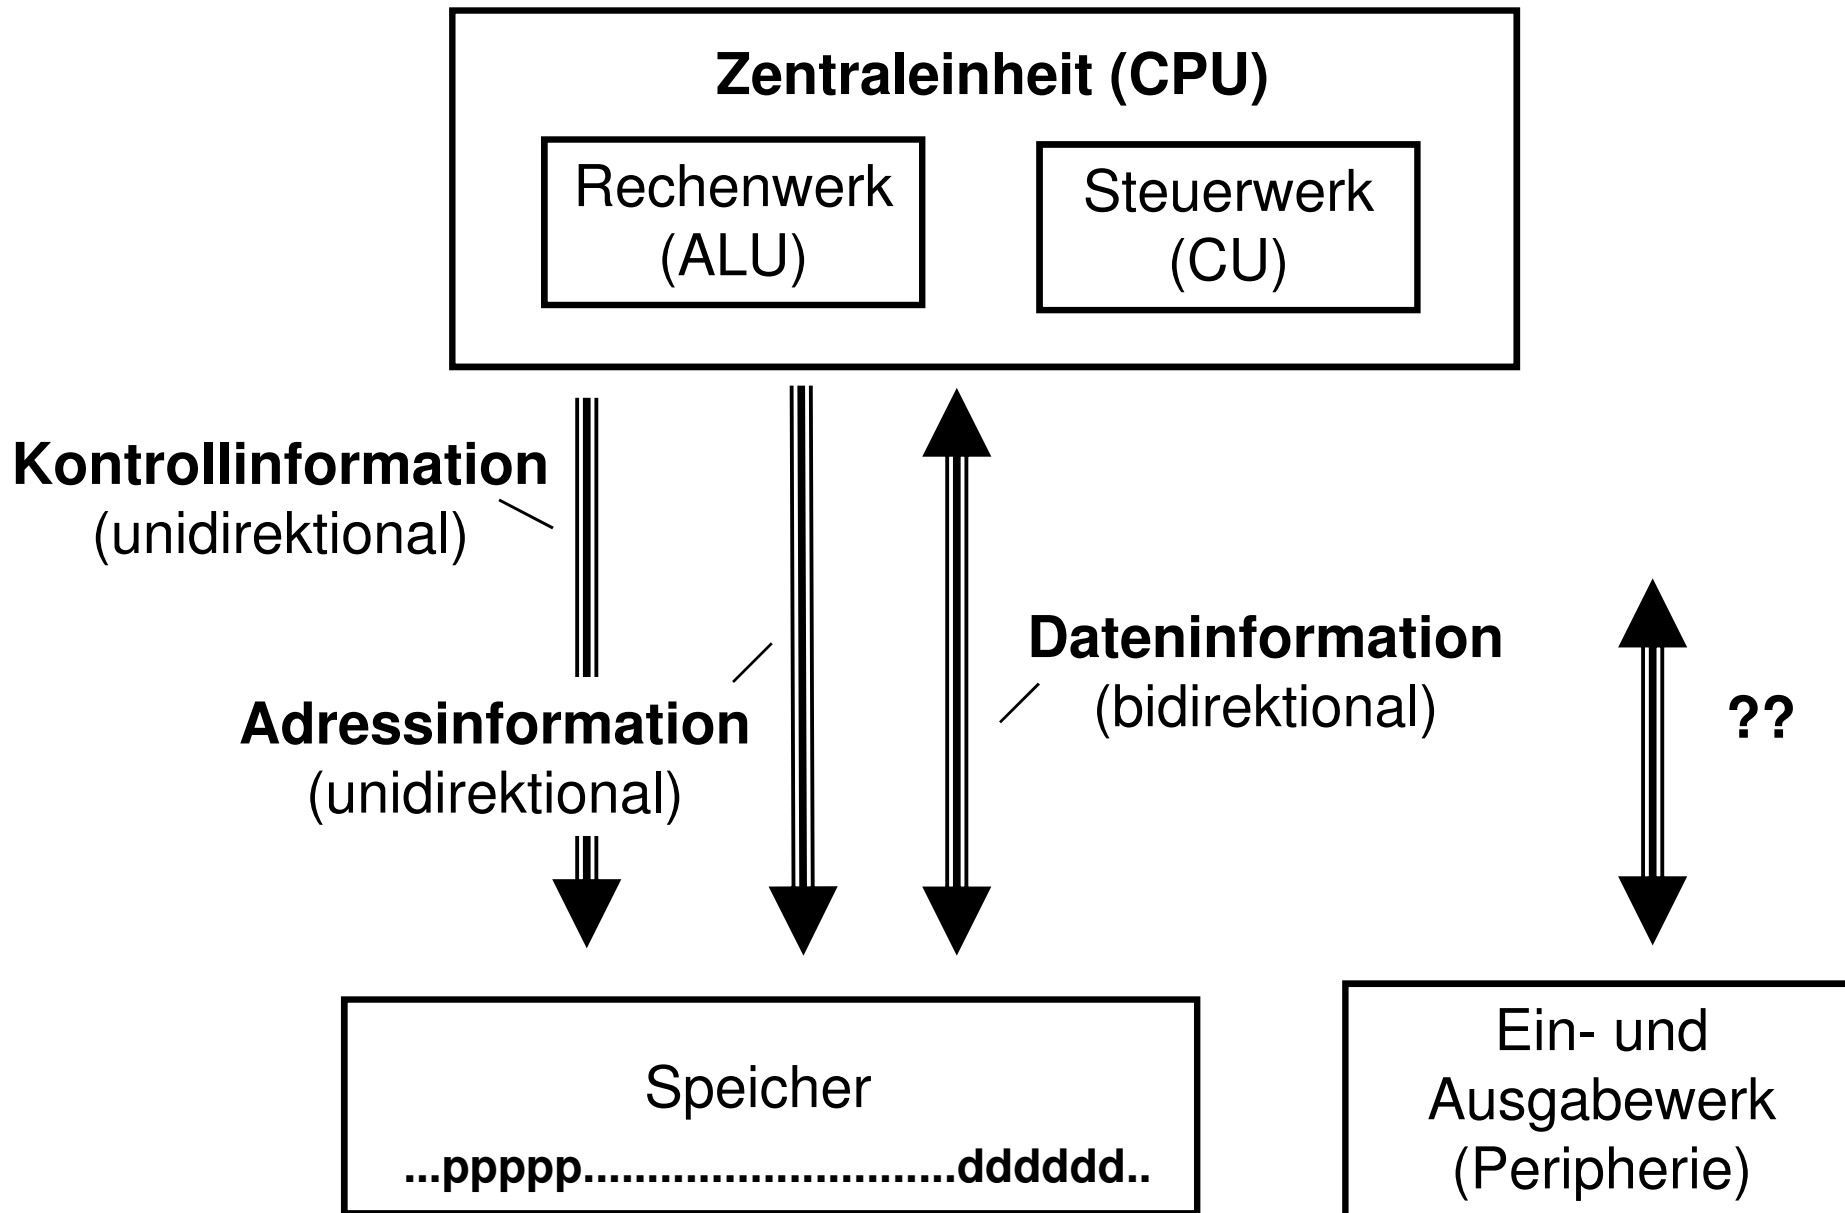 Zentraleinheit (CPU)
Rechenwerk
(ALU)
Steuerwerk
(CU)
Kontrollinformation
(unidirektional)
Adressinformation
(unidirektional)
Dateninformation
(bidirektional)
??
Speicher
...ppppp.............................dddddd..
Ein- und
Ausgabewerk
(Peripherie)